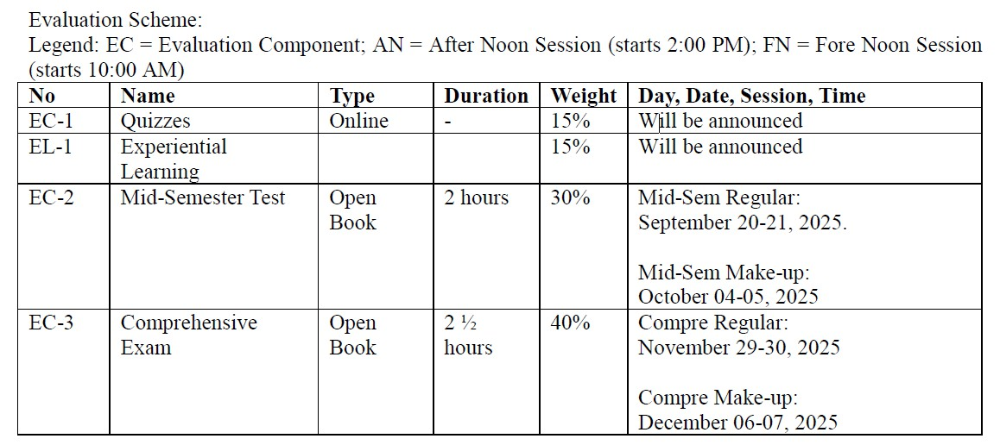 Evaluation Scheme:
Legend: EC = Evaluation Component; AN = After Noon Session (starts 2:00 PM); FN = Fore Noon Session
(starts 10:00 AM)
No Name Type Duration Weight Day, Date, Session, Time
EC-1 Quizzes Online - 15% Will be announced
EL-1 Experiential 15% Will be announced
Learning
EC-2 Mid-Semester Test Open 2 hours 30% Mid-Sem Regular:
Book September 20-21, 2025.
Mid-Sem Make-up:
October 04-05, 2025
EC-3 Comprehensive Open 2 ½ 40% Compre Regular:
Exam Book hours November 29-30, 2025
Compre Make-up:
December 06-07, 2025